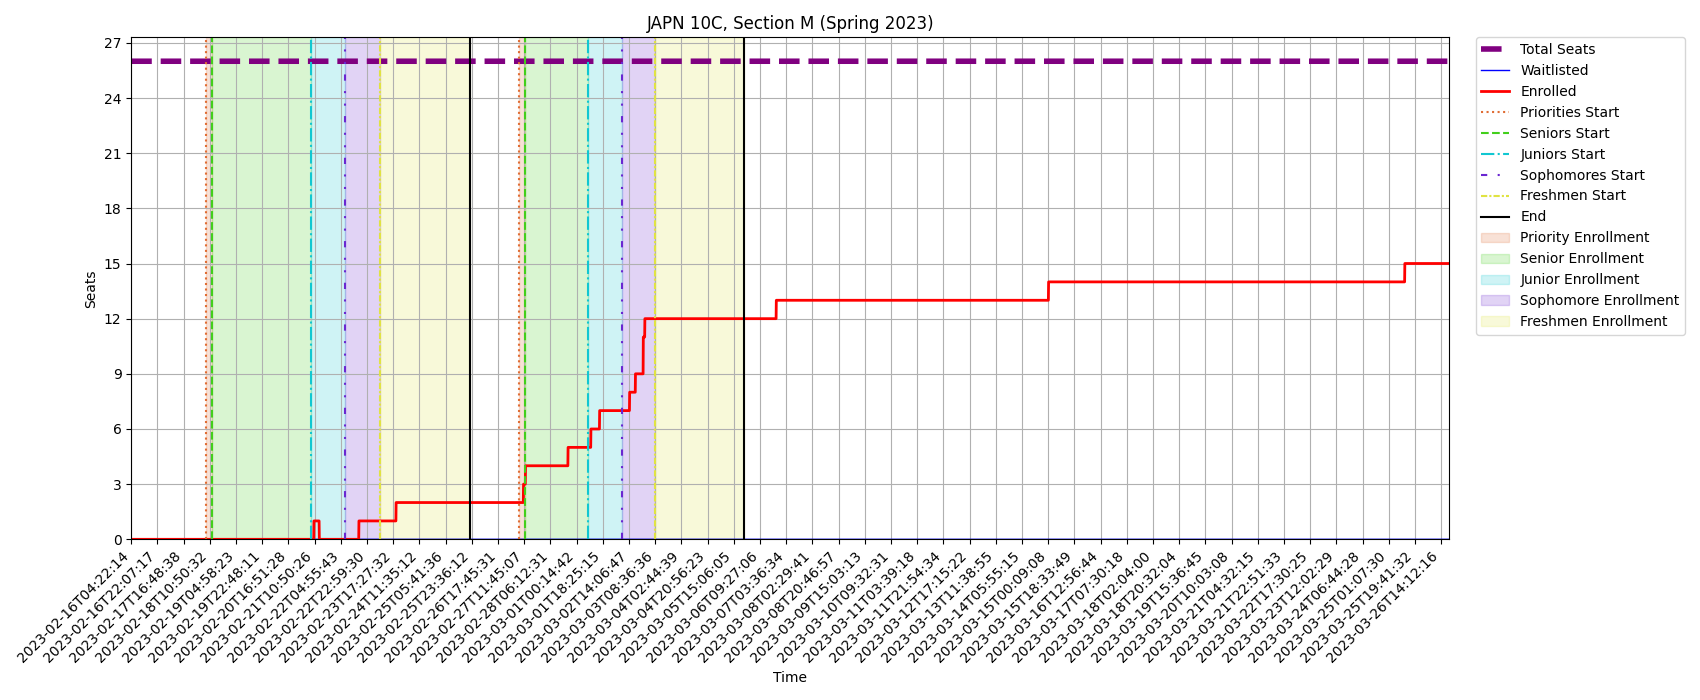 JAPN 10C, Section M (Spring 2023)
27
24
21
18
15
12
9
6
3
0
Seats
2023-02-16T04:22:14
2023-02-16T22:07:17
2023-02-17T16:48:38
2023-02-18T10:50:32
2023-02-19T04:58:23
2023-02-19T22:48:11
2023-02-20T16:51:28
2023-02-21T10:50:26
2023-02-22T04:55:43
2023-02-22T22:59:30
2023-02-23T17:27:32
2023-02-24T11:35:12
2023-02-25T05:41:36
2023-02-25T23:36:12
2023-02-26T17:45:31
2023-02-27T11:45:07
2023-02-28T06:12:31
2023-03-01T00:14:42
2023-03-01T18:25:15
2023-03-02T14:06:47
2023-03-03T08:36:36
2023-03-04T02:44:39
2023-03-04T20:56:23
2023-03-05T15:06:05
2023-03-06T09:27:06
2023-03-07T03:36:34
2023-03-08T02:29:41
2023-03-08T20:46:57
2023-03-09T15:03:13
2023-03-10T09:32:31
2023-03-11T03:39:18
2023-03-11T21:54:34
2023-03-12T17:15:22
2023-03-13T11:38:55
2023-03-14T05:55:15
2023-03-15T00:09:08
2023-03-15T18:33:49
2023-03-16T12:56:44
2023-03-17T07:30:18
2023-03-18T02:04:00
2023-03-18T20:32:04
2023-03-19T15:36:45
2023-03-20T10:03:08
2023-03-21T04:32:15
2023-03-21T22:51:33
2023-03-22T17:30:25
2023-03-23T12:02:29
2023-03-24T06:44:28
2023-03-25T01:07:30
2023-03-25T19:41:32
2023-03-26T14:12:16
Time
Total Seats
Waitlisted
Enrolled
Priorities Start
Seniors Start
Juniors Start
Sophomores Start
Freshmen Start
End
Priority Enrollment
Senior Enrollment
Junior Enrollment
Sophomore Enrollment
Freshmen Enrollment